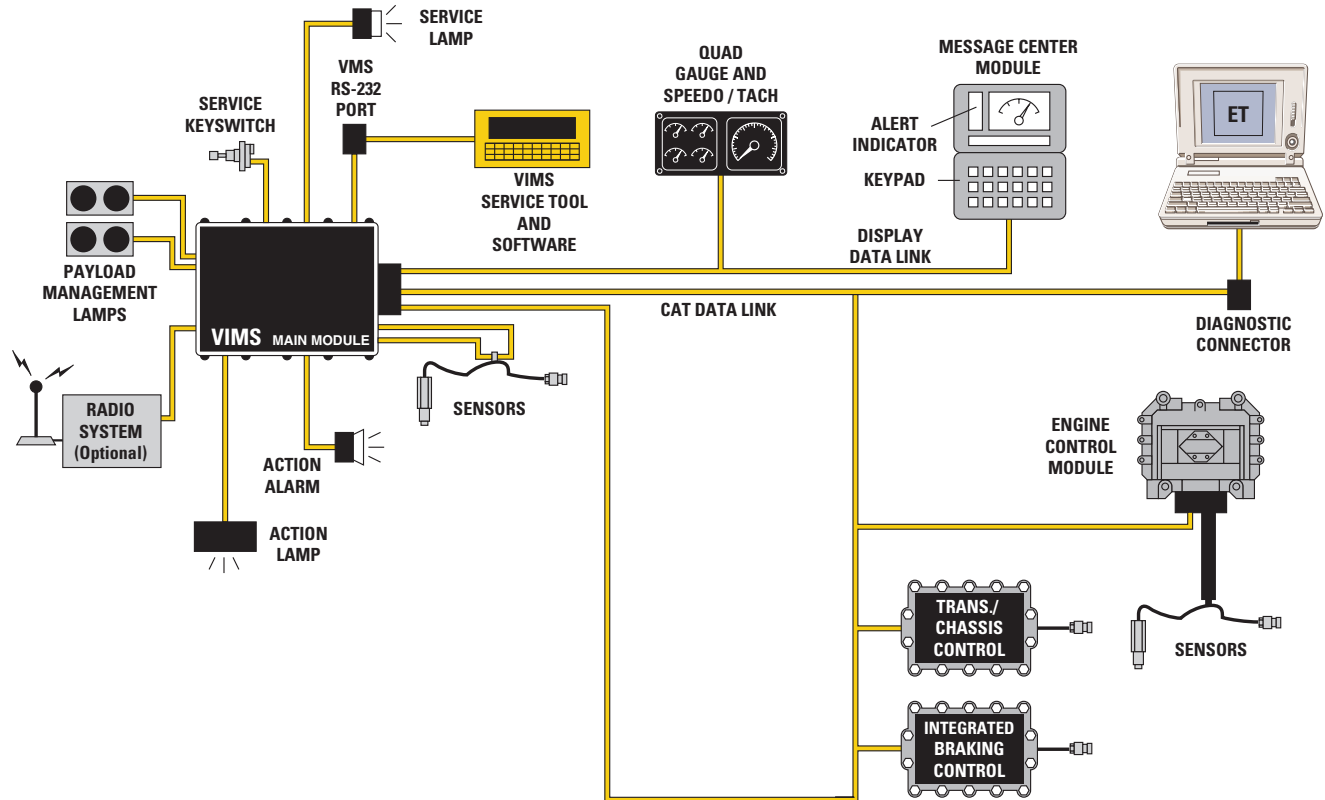 SERVICE
LAMP
VMS
RS-232
PORT
SERVICE
KEYSWITCH
VIMS
SERVICE TOOL
AND
SOFTWARE
QUAD
GAUGE AND
SPEEDO / TACH
MESSAGE CENTER
MODULE
ALERT
INDICATOR
KEYPAD
ET
PAYLOAD
MANAGEMENT
LAMPS
DISPLAY
DATA LINK
CAT DATA LINK
DIAGNOSTIC
CONNECTOR
VIMS MAIN MODULE
SENSORS
RADIO
SYSTEM
(Optional)
ACTION
ALARM
ACTION
LAMP
ENGINE
CONTROL
MODULE
TRANS./
CHASSIS
CONTROL
SENSORS
INTEGRATED
BRAKING
CONTROL